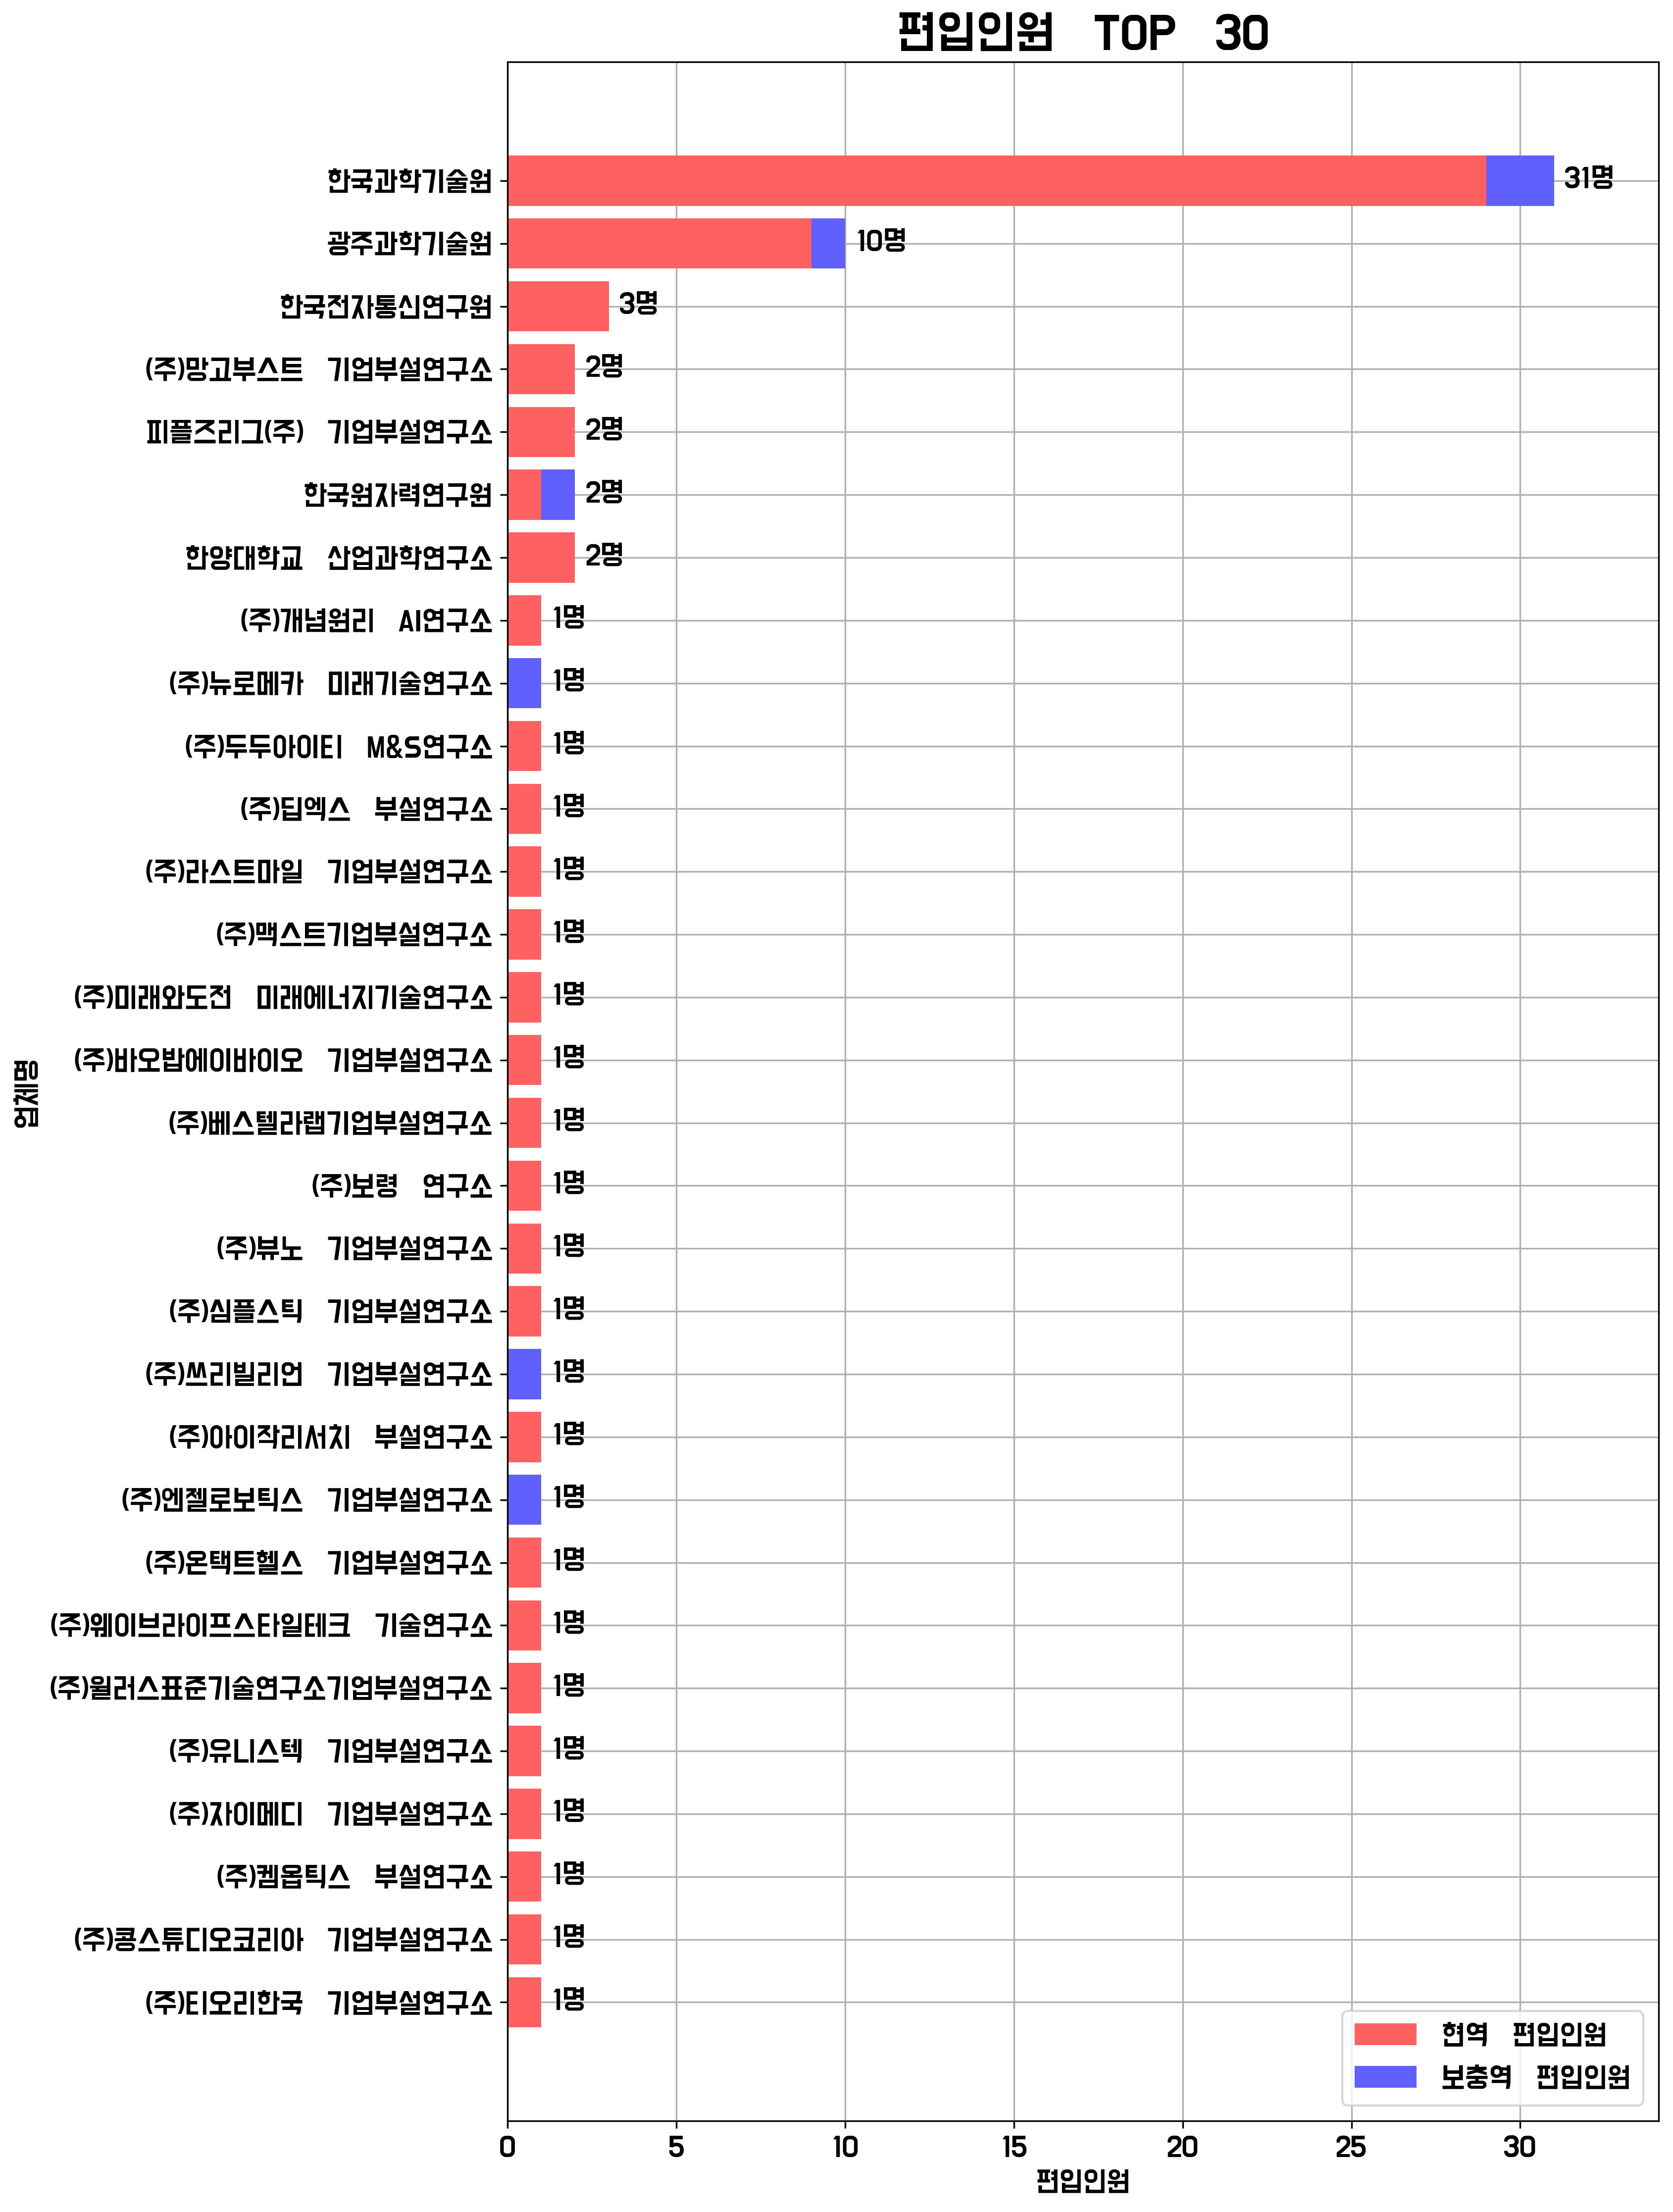 편입인원 TOP 30
한국과학기술원 31명
광주과학기술원 10명
한국전자통신연구원 3명
(주)망고부스트 기업부설연구소 2명
피플즈리그(주) 기업부설연구소 2명
한국원자력연구원 2명
한양대학교 산업과학연구소 2명
(주)개념원리 AI연구소 1명
(주)뉴로메카 미래기술연구소 1명
(주)두두아이티 M&S연구소 1명
(주)딥엑스 부설연구소 1명
(주)라스트마일 기업부설연구소 1명
(주)맥스트기업부설연구소 1명
(주)미래와도전 미래에너지기술연구소 1명
(주)바오밥에이바이오 기업부설연구소 1명
(주)베스텔라랩기업부설연구소 1명
(주)보령 연구소 1명
(주)뷰노 기업부설연구소 1명
(주)심플스틱 기업부설연구소 1명
(주)쓰리빌리언 기업부설연구소 1명
(주)아이작리서치 부설연구소 1명
(주)엔젤로보틱스 기업부설연구소 1명
(주)온택트헬스 기업부설연구소 1명
(주)웨이브라이프스타일테크 기술연구소 1명
(주)윌러스표준기술연구소기업부설연구소 1명
(주)유니스텍 기업부설연구소 1명
(주)자이메디 기업부설연구소 1명
(주)켐옵틱스 부설연구소 1명
(주)콩스튜디오코리아 기업부설연구소 1명
(주)티오리한국 기업부설연구소 1명
업체명
현역 편입인원
보충역 편입인원
0 5 10 15 20 25 30
편입인원